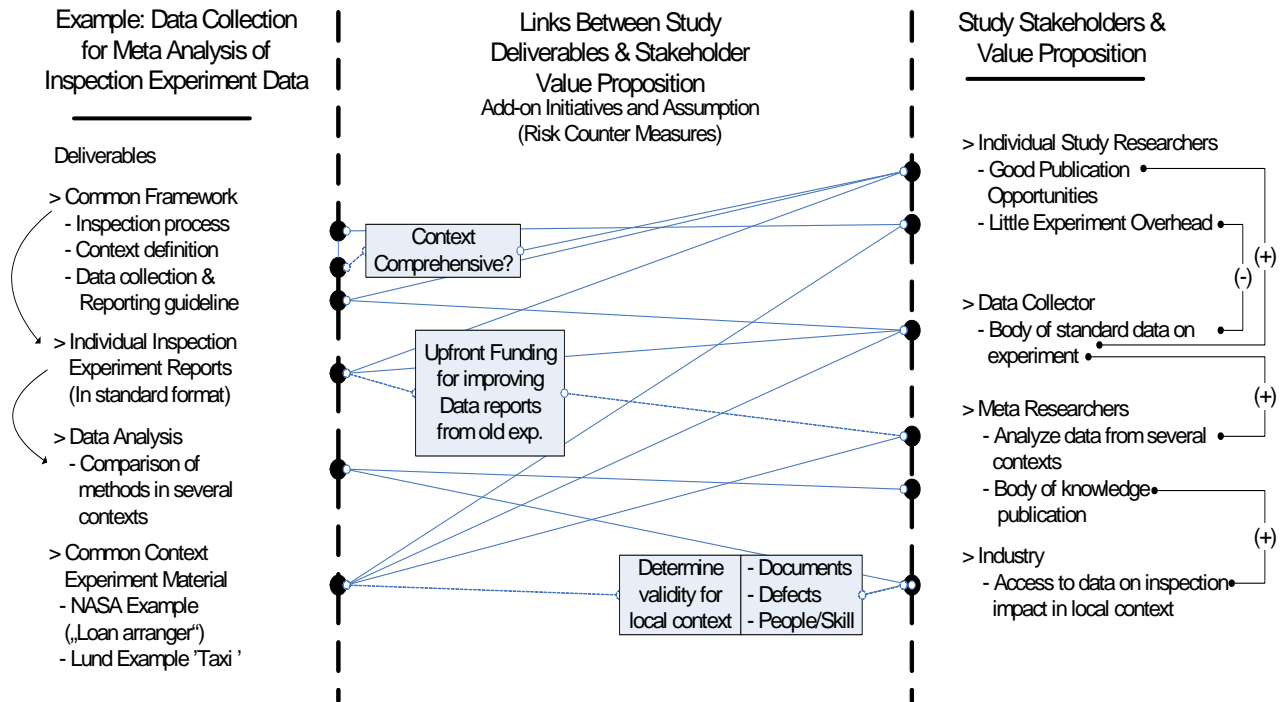 Example: Data Collection
for Meta Analysis of
Inspection Experiment Data
Deliverables
> Common Framework
- Inspection process
- Context definition
- Data collection &
Reporting guideline
> Individual Inspection
Experiment Reports
(In standard format)
> Data Analysis
- Comparison of
methods in several
contexts
> Common Context
Experiment Material
- NASA Example
(„Loan arranger“)
- Lund Example 'Taxi '
Links Between Study
Deliverables & Stakeholder
Value Proposition
Add-on Initiatives and Assumption
(Risk Counter Measures)
Context
Comprehensive?
Upfront Funding
for improving
Data reports
from old exp.
Determine
validity for
local context
- Documents
- Defects
- People/Skill
Study Stakeholders &
Value Proposition
> Individual Study Researchers
- Good Publication
Opportunities
- Little Experiment Overhead
(+)
(-)
> Data Collector
- Body of standard data on
experiment
(+)
> Meta Researchers
- Analyze data from several
contexts
- Body of knowledge
publication
(+)
> Industry
- Access to data on inspection
impact in local context